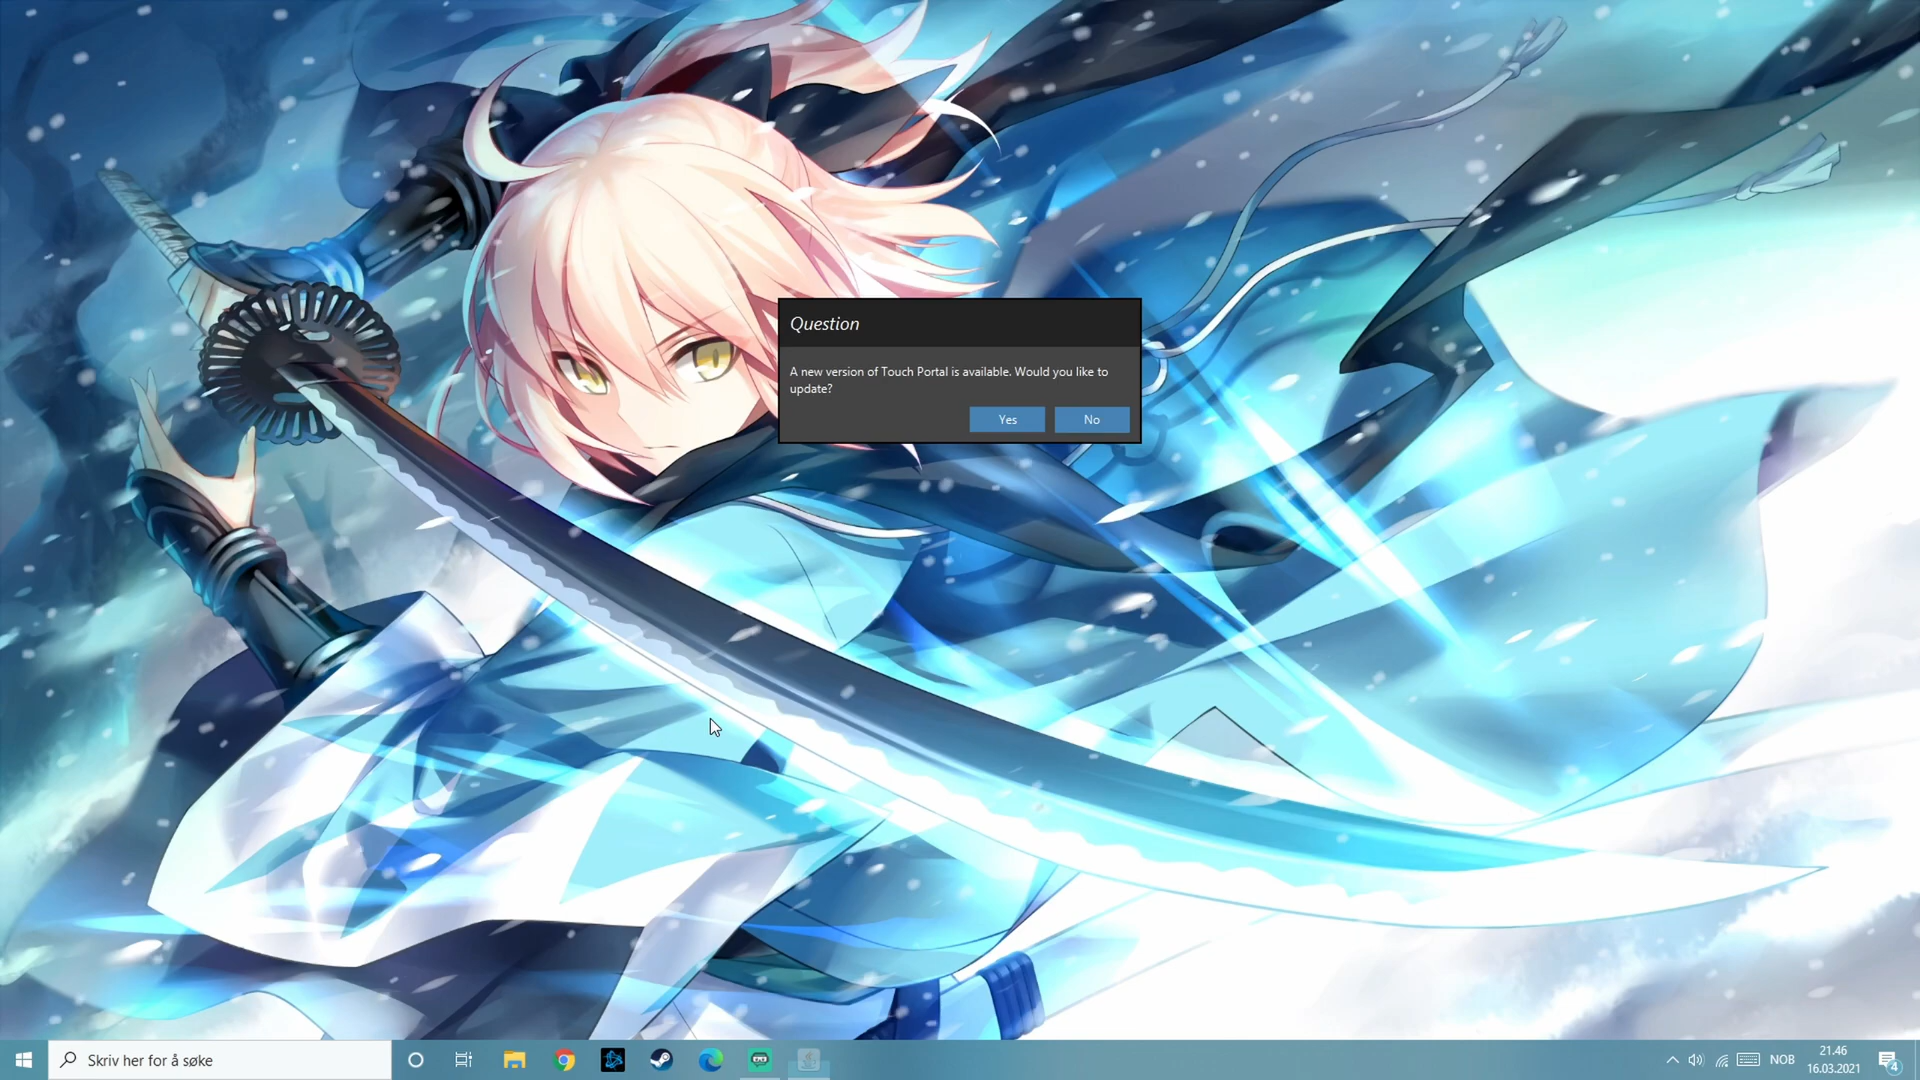 Question
A new version of Touch Portal is available. Would you like to
update?
Yes No
Skriv her for å søke
NOB
21.46
16.03.2021
4